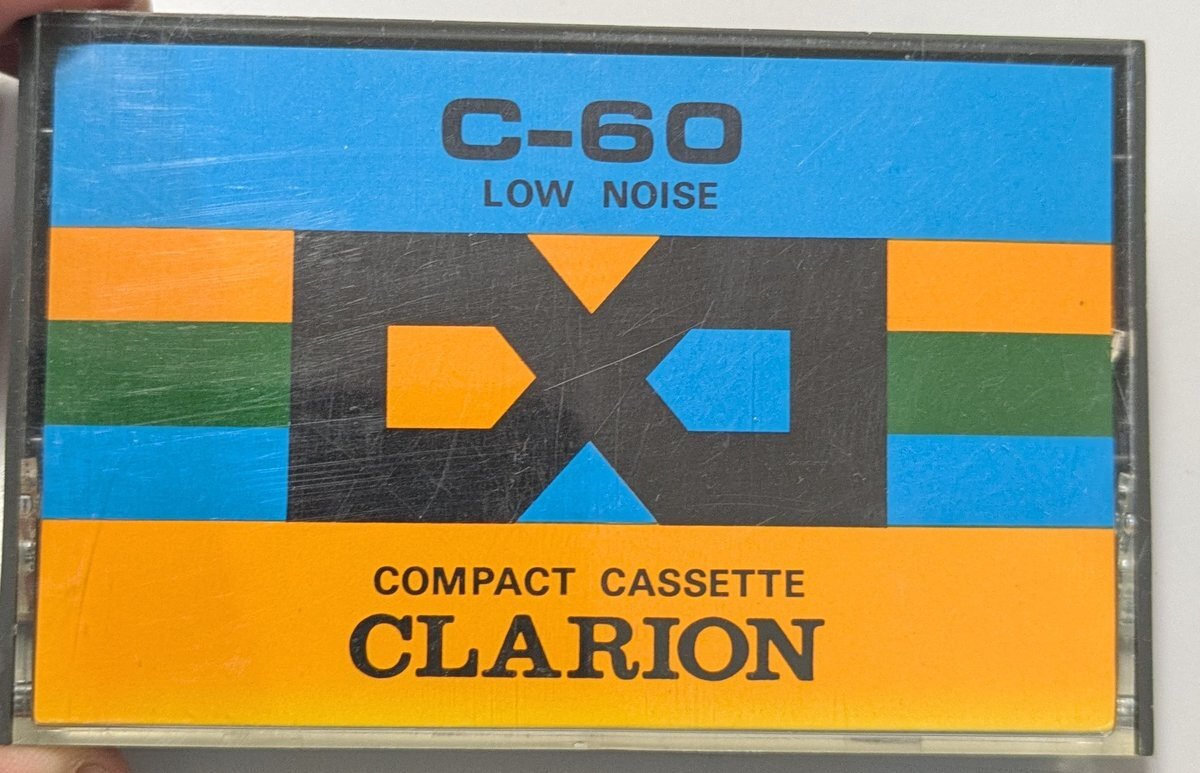 C-60
LOW NOISE
COMPACT CASSETTE
CLARION